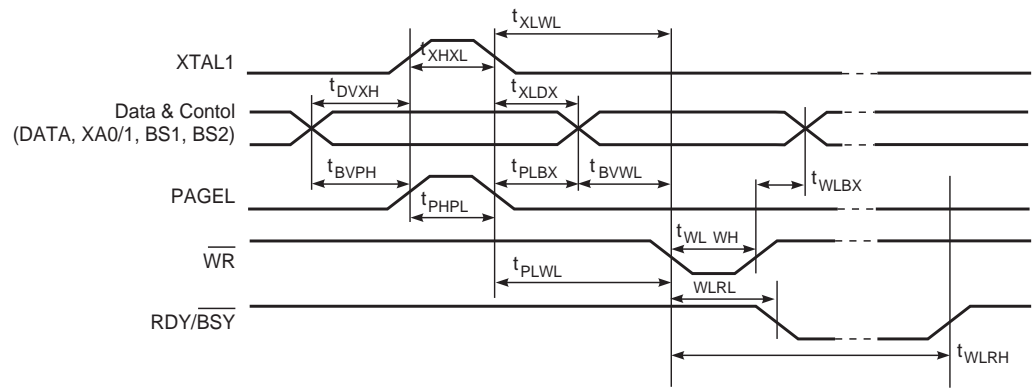 tXLWL
XTAL1
tXHXL
tDVXH
tXLDX
Data & Contol
(DATA, XA0/1, BS1, BS2)
tBVPH
tPLBX
tBVWL
tWLBX
PAGEL
tPHPL
tWL WH
WR
tPLWL
WLRL
RDY/BSY
tWLRH